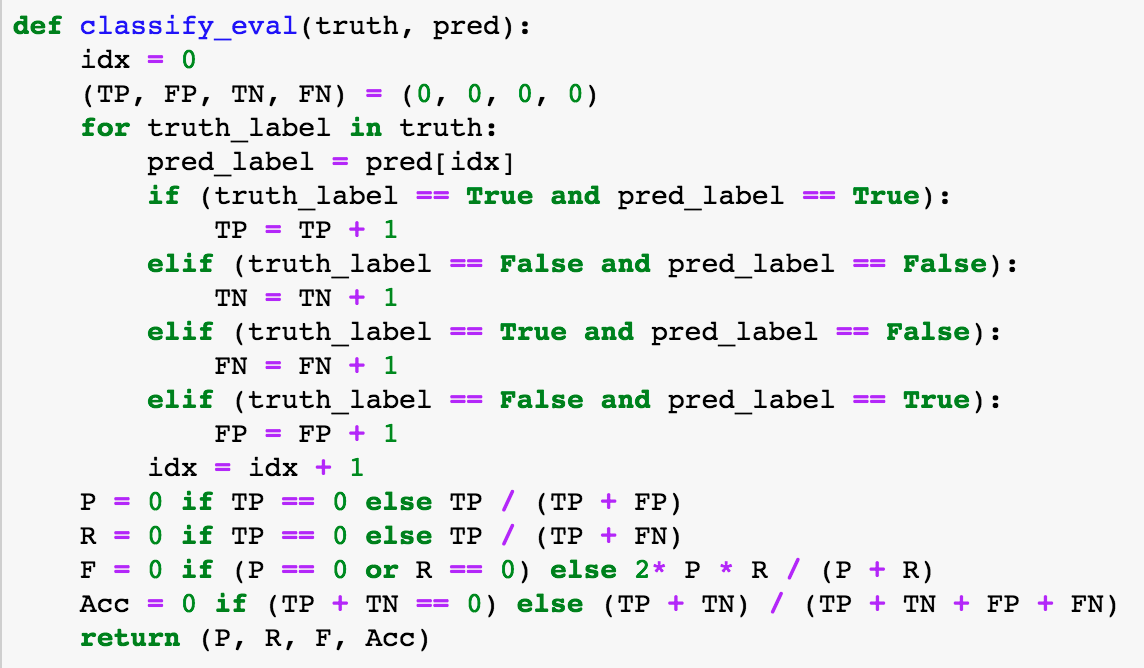 def classify_eval(truth, pred):
    idx = 0
    (TP, FP, TN, FN) = (0, 0, 0, 0)
    for truth_label in truth:
        pred_label = pred[idx]
        if (truth_label == True and pred_label == True):
            TP = TP + 1
        elif (truth_label == False and pred_label == False):
            TN = TN + 1
        elif (truth_label == True and pred_label == False):
            FN = FN + 1
        elif (truth_label == False and pred_label == True):
            FP = FP + 1
        idx = idx + 1
    P = 0 if TP == 0 else TP / (TP + FP)
    R = 0 if TP == 0 else TP / (TP + FN)
    F = 0 if (P == 0 or R == 0) else 2* P * R / (P + R)
    Acc = 0 if (TP + TN == 0) else (TP + TN) / (TP + TN + FP + FN)
    return (P, R, F, Acc)